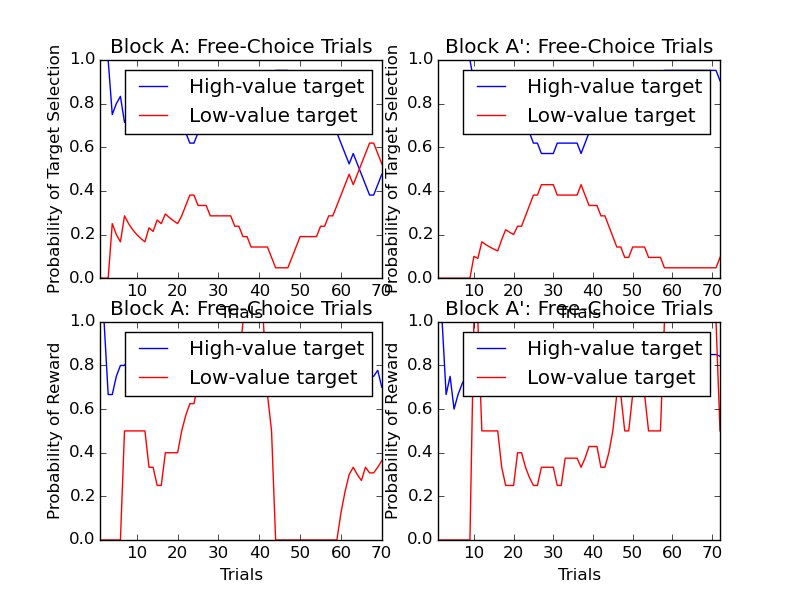 Block A: Free-Choice Trials
Probability of Target Selection
1.0
0.8
0.6
0.4
0.2
0.0
High-value target
Low-value target
10 20 30 40 50 60 70
Trials
Block A': Free-Choice Trials
Probability of Target Selection
1.0
0.8
0.6
0.4
0.2
0.0
High-value target
Low-value target
10 20 30 40 50 60 70
Trials
Block A: Free-Choice Trials
Probability of Reward
1.0
0.8
0.6
0.4
0.2
0.0
High-value target
Low-value target
10 20 30 40 50 60 70
Trials
Block A': Free-Choice Trials
Probability of Reward
1.0
0.8
0.6
0.4
0.2
0.0
High-value target
Low-value target
10 20 30 40 50 60 70
Trials